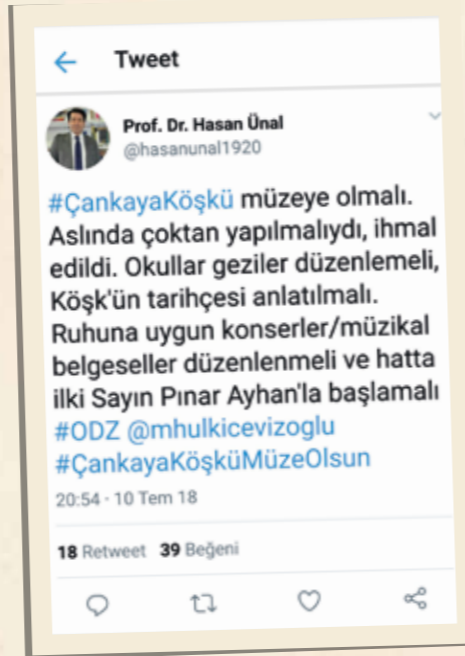 Tweet
Prof. Dr. Hasan Ünal
@hasanunal1920
#ÇankayaKöşkü müzeye olmalı.
Aslında çoktan yapılmalıydı, ihmal
edildi. Okullar geziler düzenlemeli,
Köşk'ün tarihçesi anlatılmalı.
Ruhuna uygun konserler/müzikal
belgeseller düzenlenmeli ve hatta
ilki Sayın Pınar Ayhan'la başlamalı
#ODZ @mhulkicevizoglu
#ÇankayaKöşküMüzeOlsun
20:54 · 10 Tem 18
18 Retweet 39 Beğeni